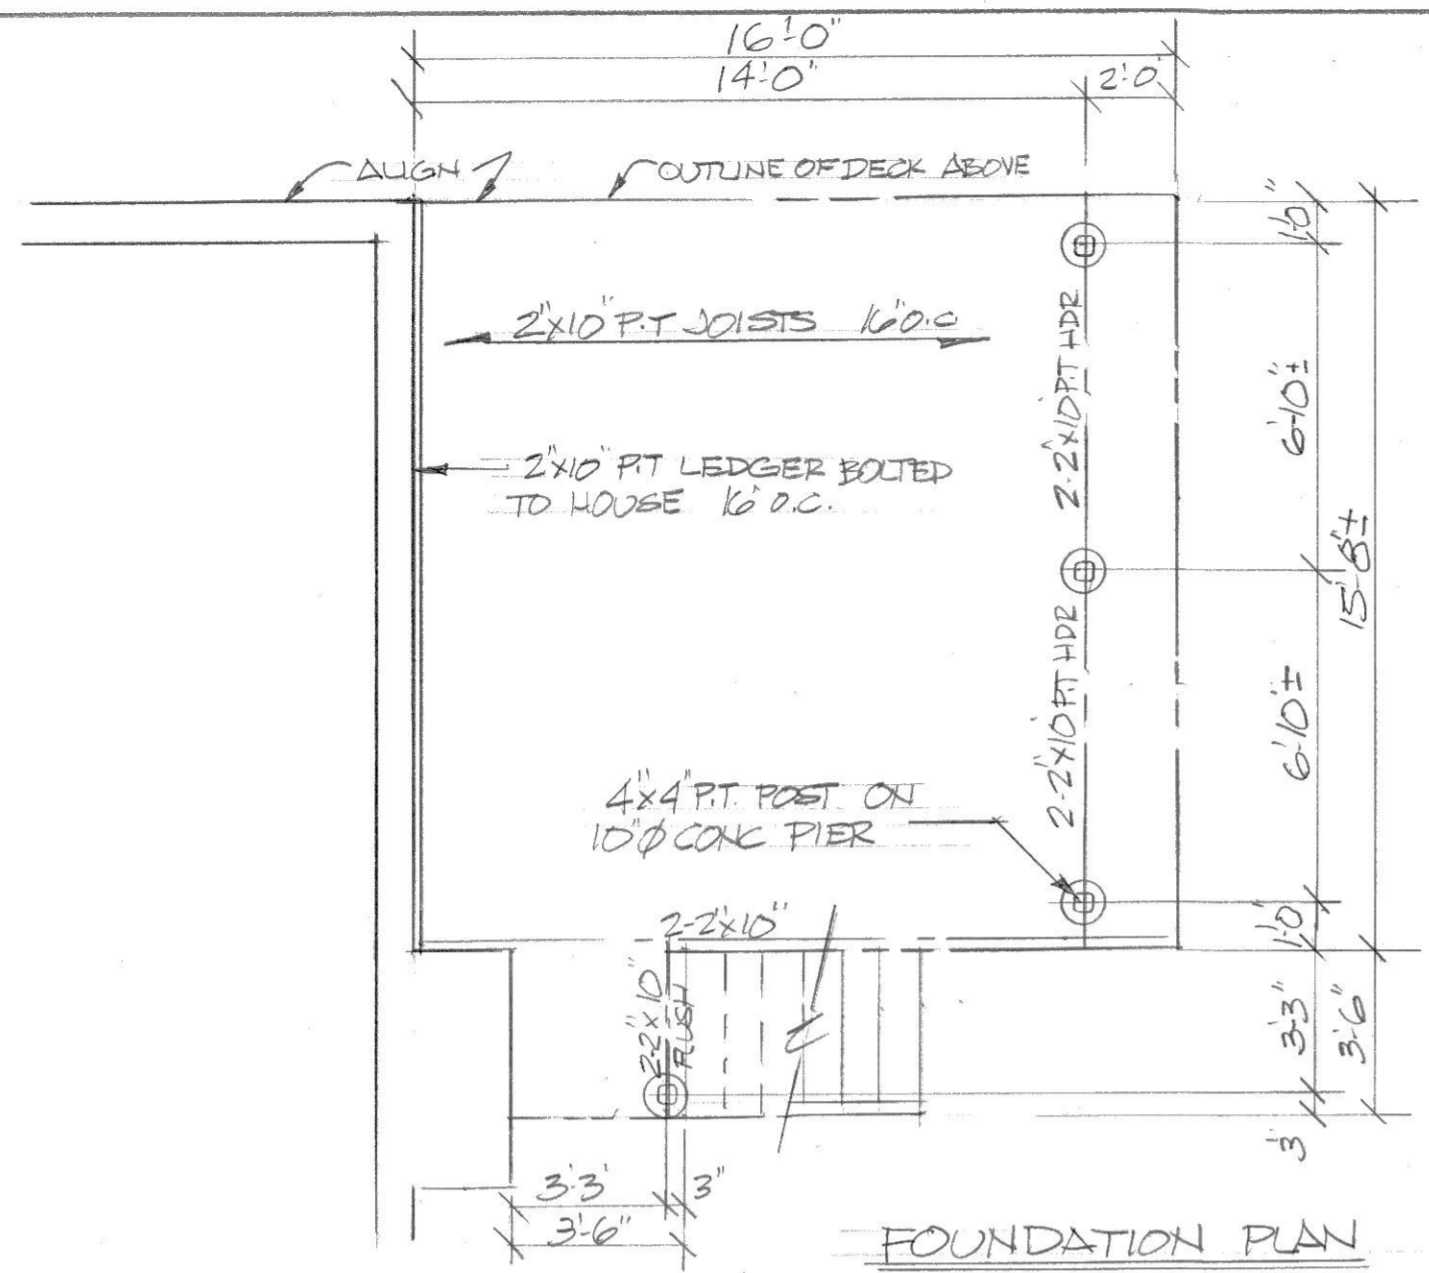 16'-0"
14'-0"
2'-0
ALIGN
OUTLINE OF DECK ABOVE
1'-0"
2"x10" P.T JOISTS 16" O.C
2-2"x10 P.T HDR
6'-10"±
2"x10" P.T LEDGER BOLTED
TO HOUSE 16" O.C.
15'-8"±
2-2"x10 P.T HDR
6'-10"±
4"x4" P.T. POST ON
10"Ø CONC PIER
1'-0"
2-2"x10"
2-2"x10"
FLUSH
3'-3"
3'-6"
3"
3'-3"
3"
3'-6"
FOUNDATION PLAN